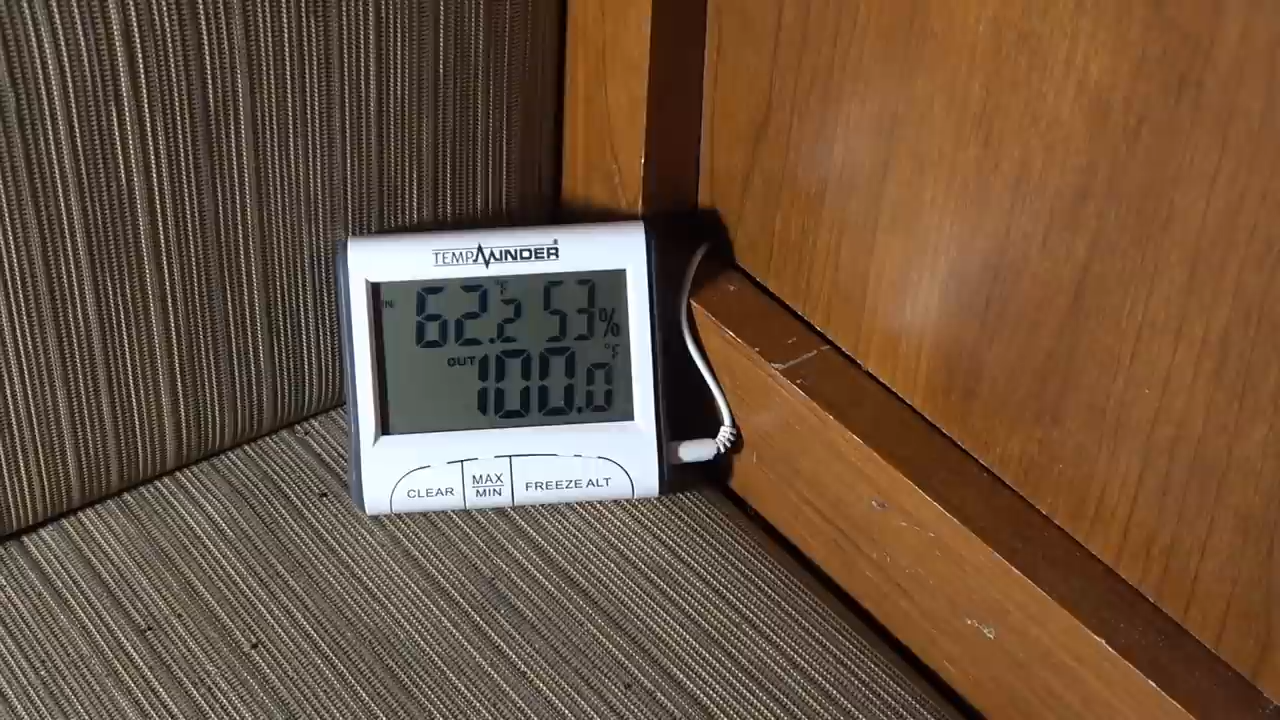 TEMPMINDER®
IN 62.2 °F 53%
OUT 100.0 °F
CLEAR
MAX
MIN
FREEZE ALT